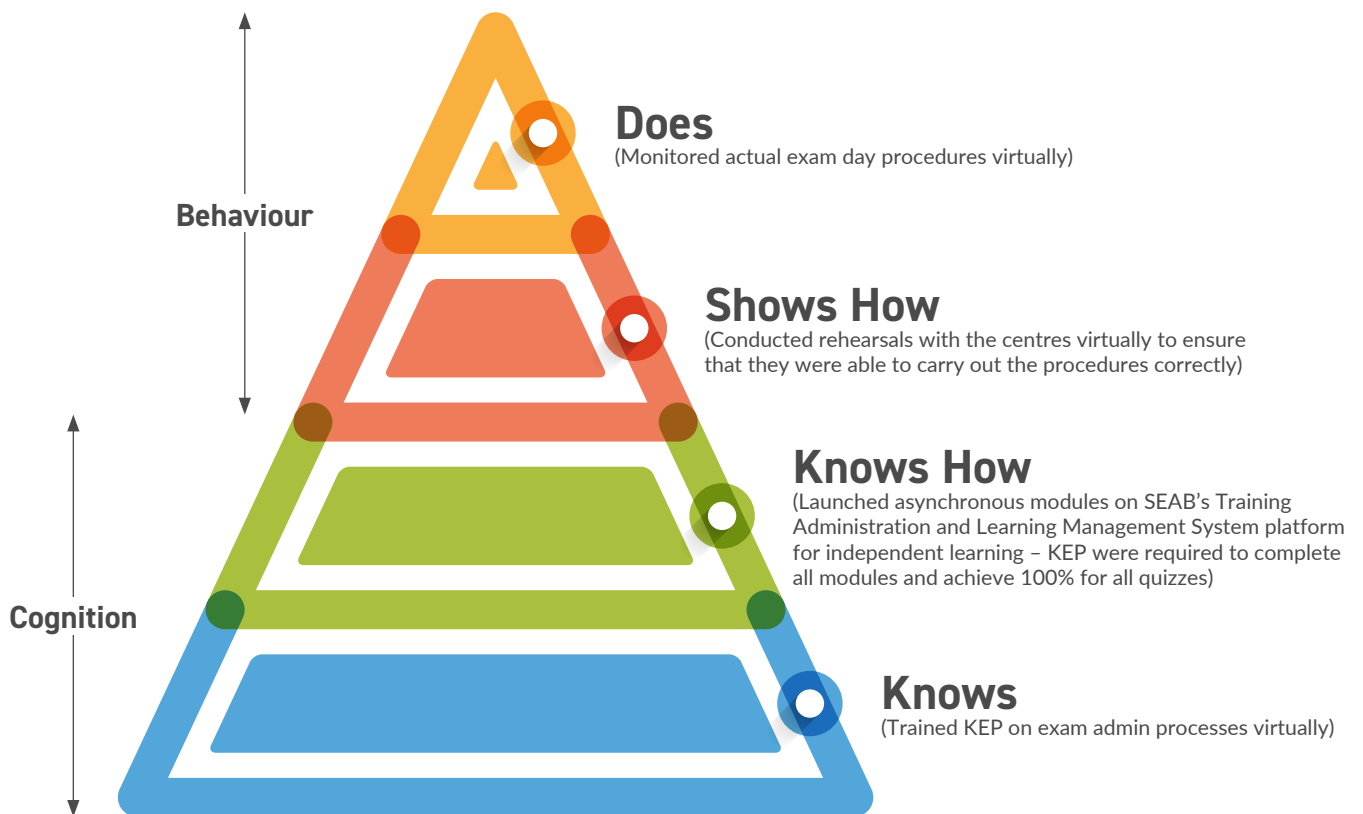 Does
(Monitored actual exam day procedures virtually)
Behaviour
Shows How
(Conducted rehearsals with the centres virtually to ensure
that they were able to carry out the procedures correctly)
Knows How
(Launched asynchronous modules on SEAB’s Training
Administration and Learning Management System platform
for independent learning – KEP were required to complete
all modules and achieve 100% for all quizzes)
Cognition
Knows
(Trained KEP on exam admin processes virtually)